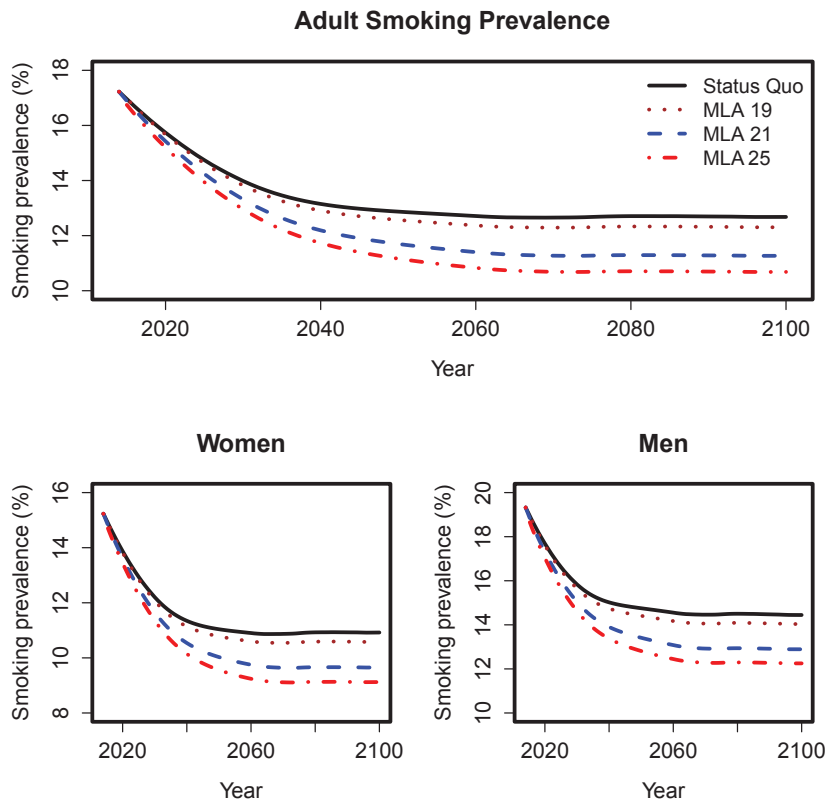 Adult Smoking Prevalence
Smoking prevalence (%)
18
16
14
12
10
Status Quo
MLA 19
MLA 21
MLA 25
2020 2040 2060 2080 2100
Year
Women
Smoking prevalence (%)
16
14
12
10
8
2020 2060 2100
Year
Men
Smoking prevalence (%)
20
18
16
14
12
10
2020 2060 2100
Year